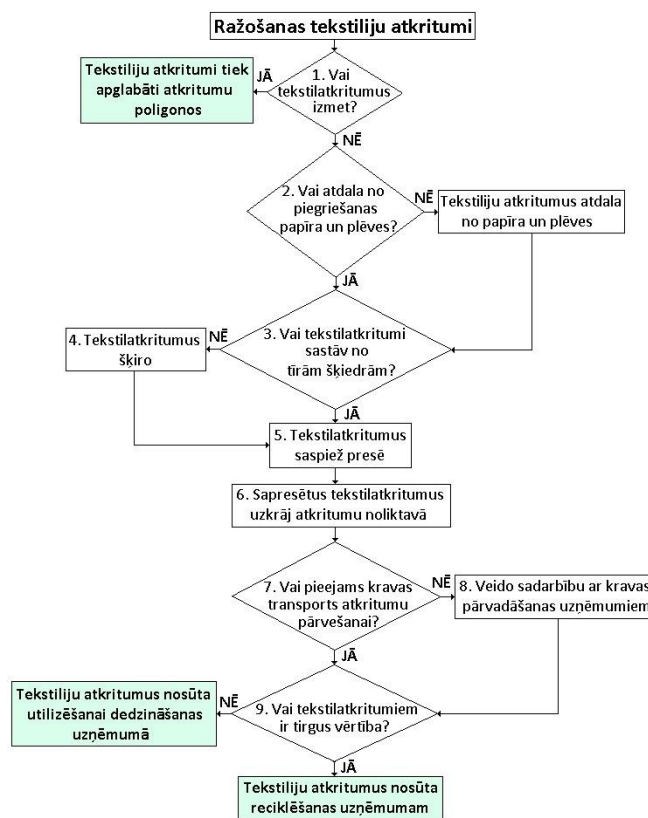 Ražošanas tekstiliju atkritumi
Tekstiliju atkritumi tiek
apglabāti atkritumu
poligonos
JĀ
1. Vai
tekstilatkritumus
izmet?
NĒ
2. Vai atdala no
piegriešanas
papīra un plēves?
NĒ
Tekstiliju atkritumus atdala
no papīra un plēves
JĀ
4. Tekstilatkritumus
šķiro
NĒ
3. Vai tekstilatkritumi
sastāv no
tīrām šķiedrām?
JĀ
5. Tekstilatkritumus
saspiež presē
6. Sapresētus tekstilatkritumus
uzkrāj atkritumu noliktavā
7. Vai pieejams kravas
transports atkritumu
pārvešanai?
NĒ
8. Veido sadarbību ar kravas
pārvadāšanas uzņēmumiem
JĀ
Tekstiliju atkritumus nosūta
utilizēšanai dedzināšanas
uzņēmumā
NĒ
9. Vai tekstilatkritumiem
ir tirgus vērtība?
JĀ
Tekstiliju atkritumus nosūta
reciklēšanas uzņēmumam